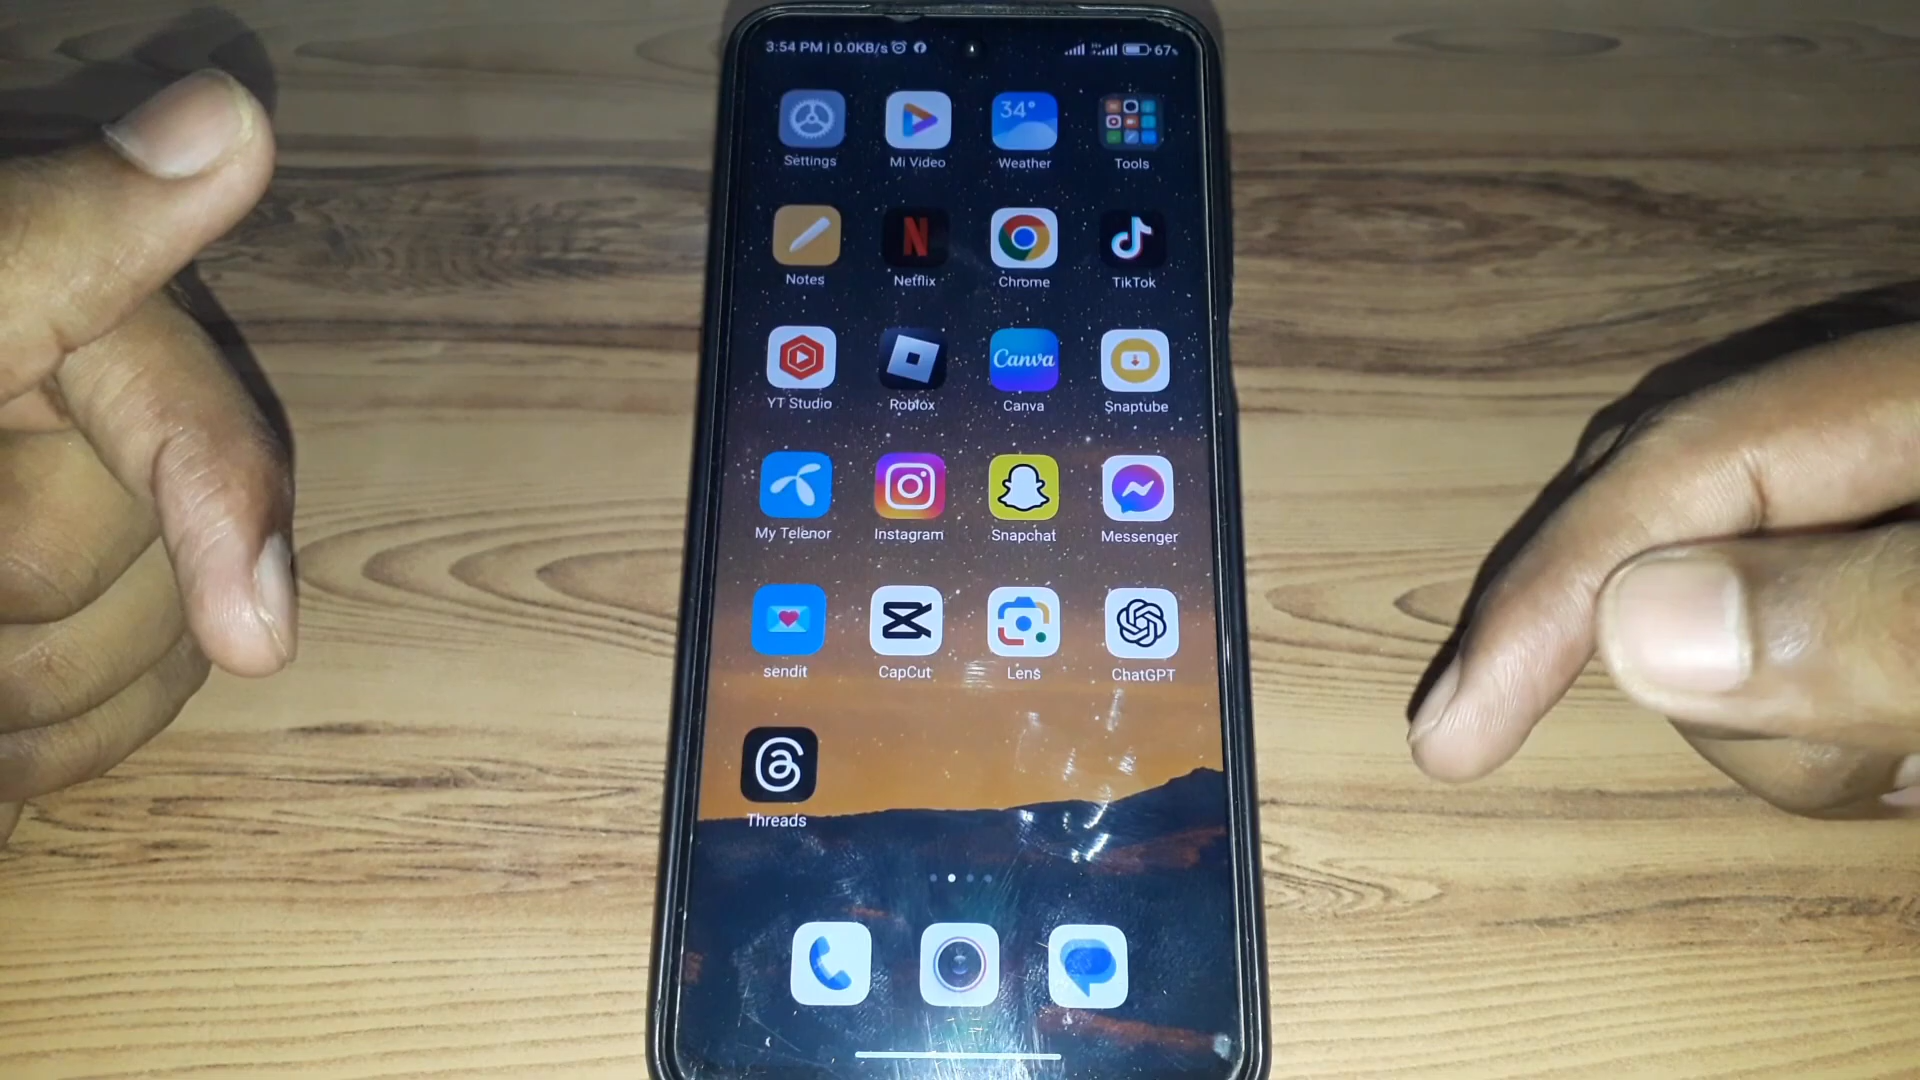 3:54 PM | 0.0KB/s 67%
34°
Settings Mi Video Weather Tools
N
Notes Netflix Chrome TikTok
Canva
YT Studio Roblox Canva Snaptube
My Telenor Instagram Snapchat Messenger
sendit CapCut Lens ChatGPT
Threads